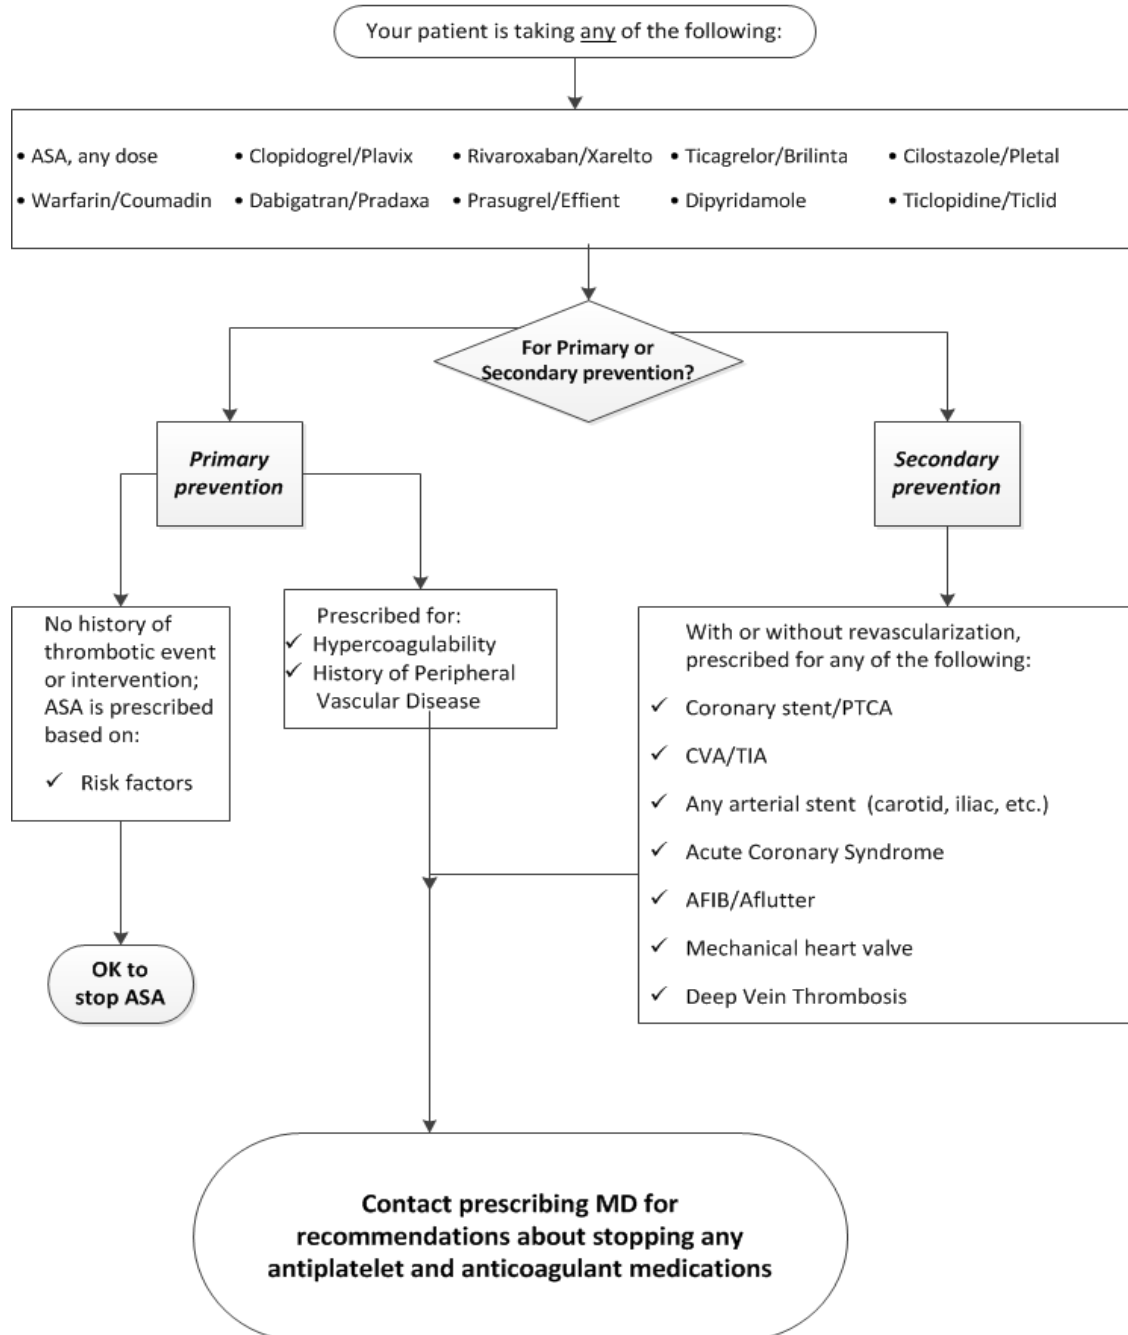 Your patient is taking any of the following:
• ASA, any dose
• Clopidogrel/Plavix
• Rivaroxaban/Xarelto
• Ticagrelor/Brilinta
• Cilostazole/Pletal
• Warfarin/Coumadin
• Dabigatran/Pradaxa
• Prasugrel/Effient
• Dipyridamole
• Ticlopidine/Ticlid
For Primary or
Secondary prevention?
Primary
prevention
Secondary
prevention
No history of
thrombotic event
or intervention;
ASA is prescribed
based on:
✓ Risk factors
Prescribed for:
✓ Hypercoagulability
✓ History of Peripheral
Vascular Disease
With or without revascularization,
prescribed for any of the following:
✓ Coronary stent/PTCA
✓ CVA/TIA
✓ Any arterial stent (carotid, iliac, etc.)
✓ Acute Coronary Syndrome
✓ AFIB/Aflutter
✓ Mechanical heart valve
✓ Deep Vein Thrombosis
OK to
stop ASA
Contact prescribing MD for
recommendations about stopping any
antiplatelet and anticoagulant medications